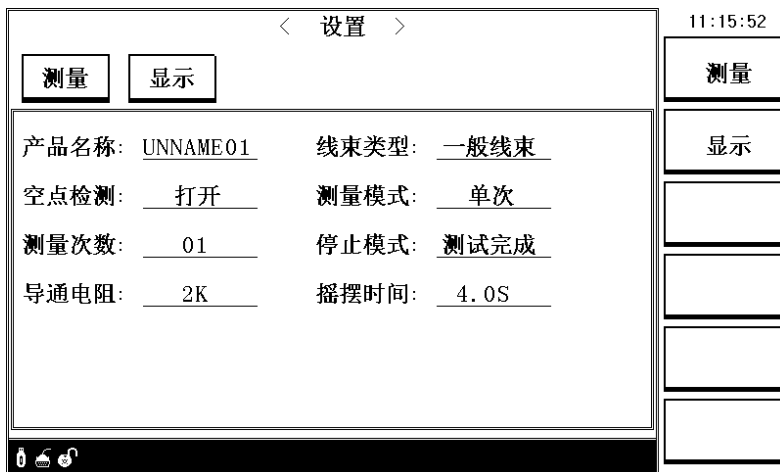 < 设置 >
11:15:52
测量 显示
产品名称: UNNAME01 线束类型: 一般线束
空点检测: 打开 测量模式: 单次
测量次数: 01 停止模式: 测试完成
导通电阻: 2K 摇摆时间: 4.0S
测量
显示